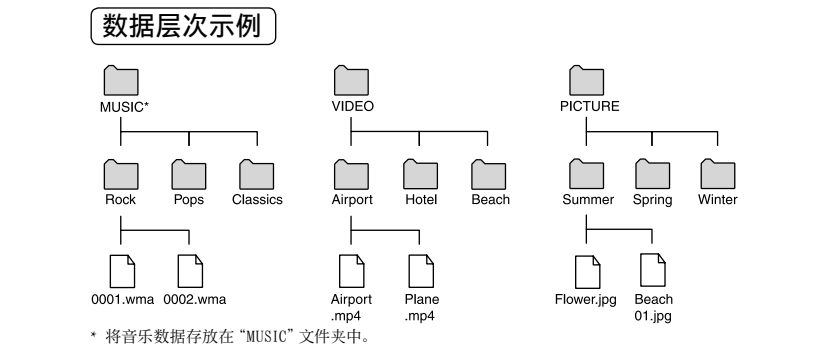 数据层次示例
MUSIC* VIDEO PICTURE
Rock Pops Classics Airport Hotel Beach Summer Spring Winter
0001.wma 0002.wma Airport .mp4 Plane .mp4 Flower.jpg Beach 01.jpg
* 将音乐数据存放在“MUSIC”文件夹中。